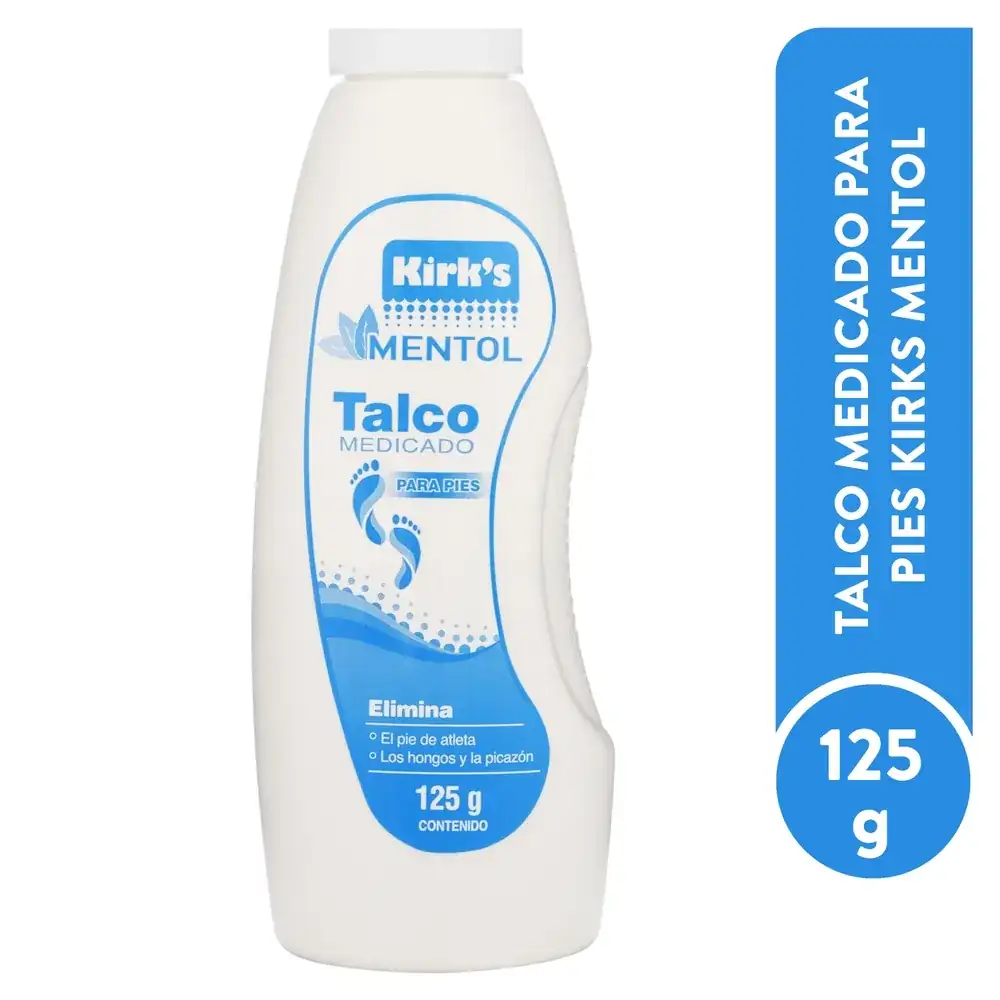 Kirk's
MENTOL
Talco
MEDICADO
PARA PIES
Elimina
El pie de atleta
Los hongos y la picazón
125 g
CONTENIDO
TALCO MEDICADO PARA
PIES KIRKS MENTOL
125
g